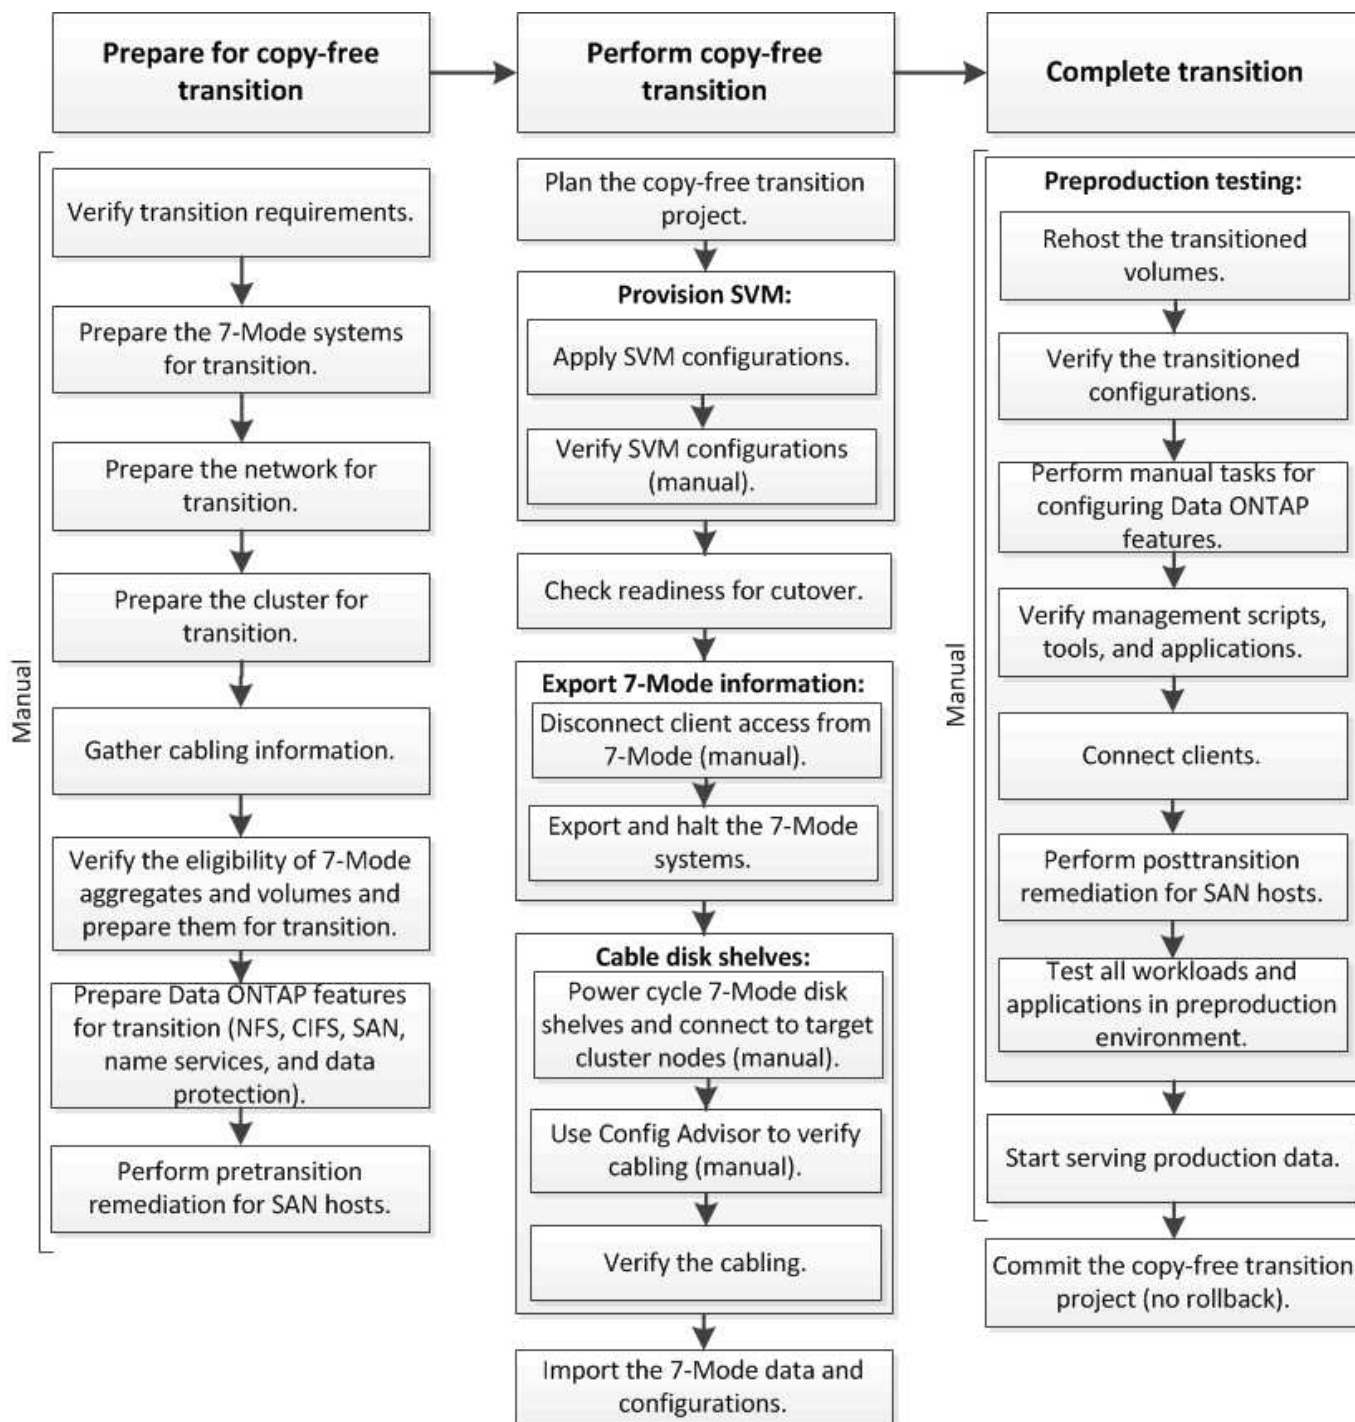 Prepare for copy-free
transition
Perform copy-free
transition
Complete transition
Manual
Verify transition requirements.
Prepare the 7-Mode systems
for transition.
Prepare the network for
transition.
Prepare the cluster for
transition.
Gather cabling information.
Verify the eligibility of 7-Mode
aggregates and volumes and
prepare them for transition.
Prepare Data ONTAP features
for transition (NFS, CIFS, SAN,
name services, and data
protection).
Perform pretransition
remediation for SAN hosts.
Plan the copy-free transition
project.
Provision SVM:
Apply SVM configurations.
Verify SVM configurations
(manual).
Check readiness for cutover.
Export 7-Mode information:
Disconnect client access from
7-Mode (manual).
Export and halt the 7-Mode
systems.
Cable disk shelves:
Power cycle 7-Mode disk
shelves and connect to target
cluster nodes (manual).
Use Config Advisor to verify
cabling (manual).
Verify the cabling.
Import the 7-Mode data and
configurations.
Manual
Preproduction testing:
Rehost the transitioned
volumes.
Verify the transitioned
configurations.
Perform manual tasks for
configuring Data ONTAP
features.
Verify management scripts,
tools, and applications.
Connect clients.
Perform posttransition
remediation for SAN hosts.
Test all workloads and
applications in preproduction
environment.
Start serving production data.
Commit the copy-free transition
project (no rollback).